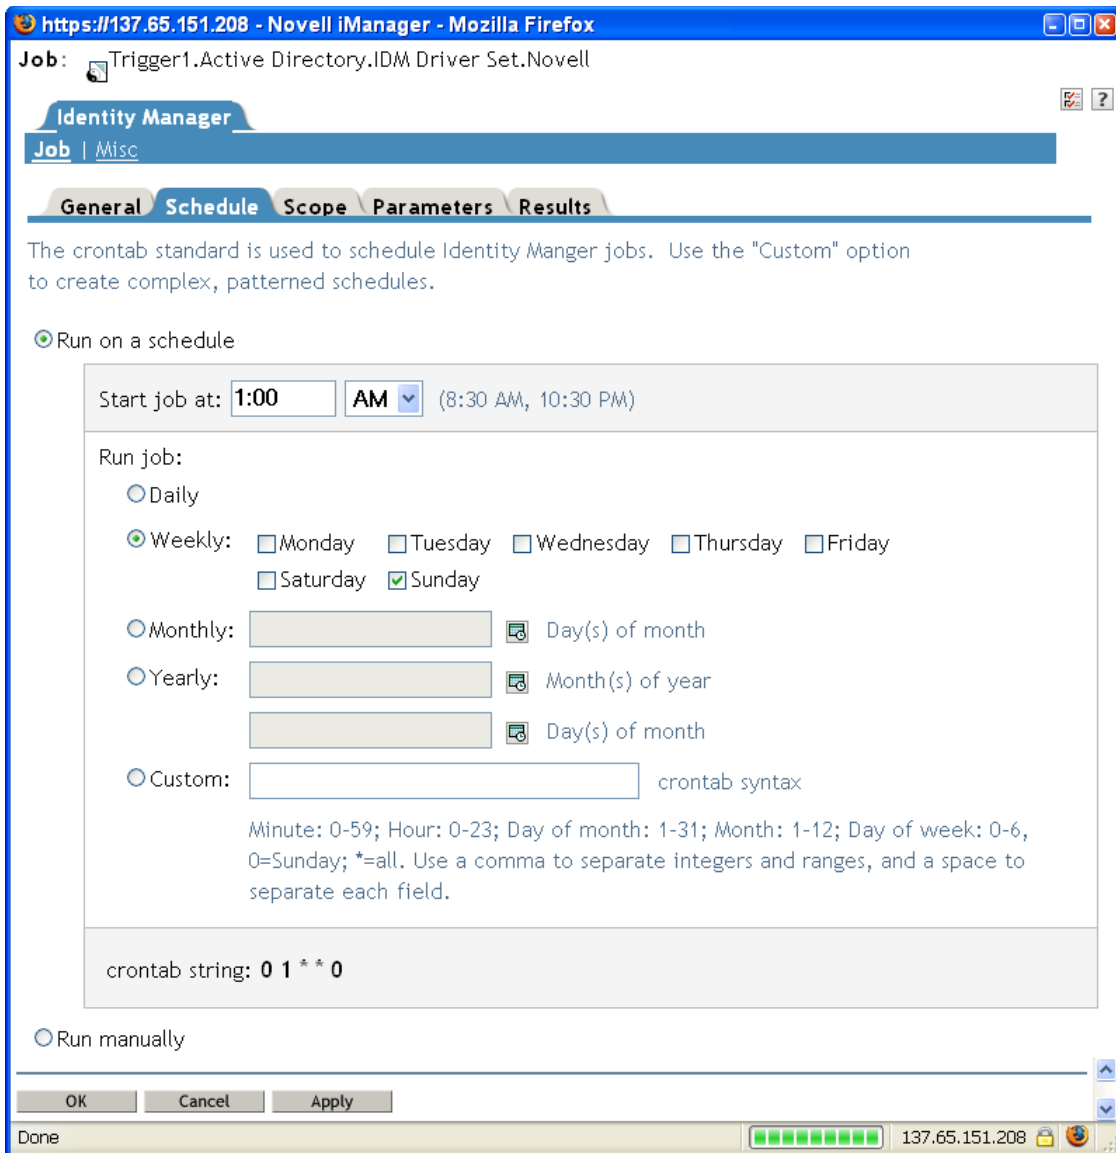 https://137.65.151.208 - Novell iManager - Mozilla Firefox
Job: Trigger1.Active Directory.IDM Driver Set.Novell
?
Identity Manager
Job | Misc
General Schedule Scope Parameters Results
The crontab standard is used to schedule Identity Manger jobs. Use the "Custom" option
to create complex, patterned schedules.
Run on a schedule
Start job at: 1:00 AM (8:30 AM, 10:30 PM)
Run job:
Daily
Weekly: Monday Tuesday Wednesday Thursday Friday
Saturday Sunday
Monthly: Day(s) of month
Yearly: Month(s) of year
Day(s) of month
Custom: crontab syntax
Minute: 0-59; Hour: 0-23; Day of month: 1-31; Month: 1-12; Day of week: 0-6,
0=Sunday; *=all. Use a comma to separate integers and ranges, and a space to
separate each field.
crontab string: 0 1 * * 0
Run manually
OK Cancel Apply
Done 137.65.151.208